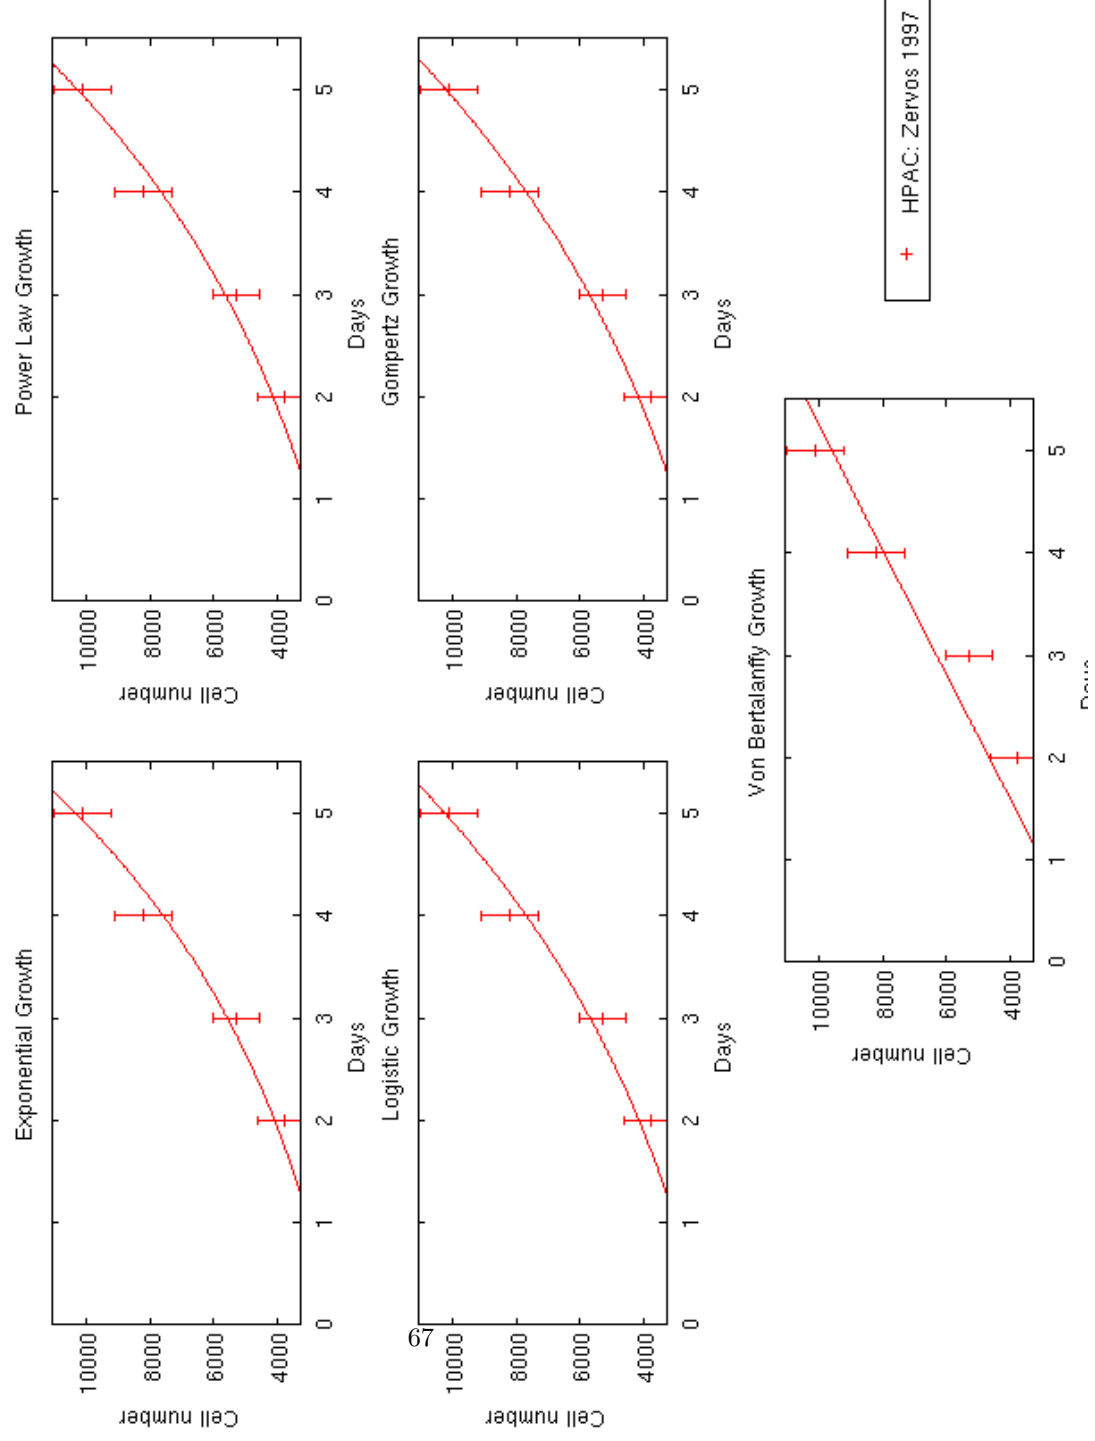 Exponential Growth
Cell number
10000
8000
6000
4000
0 1 2 3 4 5
Days
Power Law Growth
Cell number
10000
8000
6000
4000
0 1 2 3 4 5
Days
Logistic Growth
Cell number
10000
8000
6000
4000
0 1 2 3 4 5
Days
Gompertz Growth
Cell number
10000
8000
6000
4000
0 1 2 3 4 5
Days
Von Bertalanffy Growth
Cell number
10000
8000
6000
4000
0 1 2 3 4 5
Days
HPAC: Zervos 1997
67